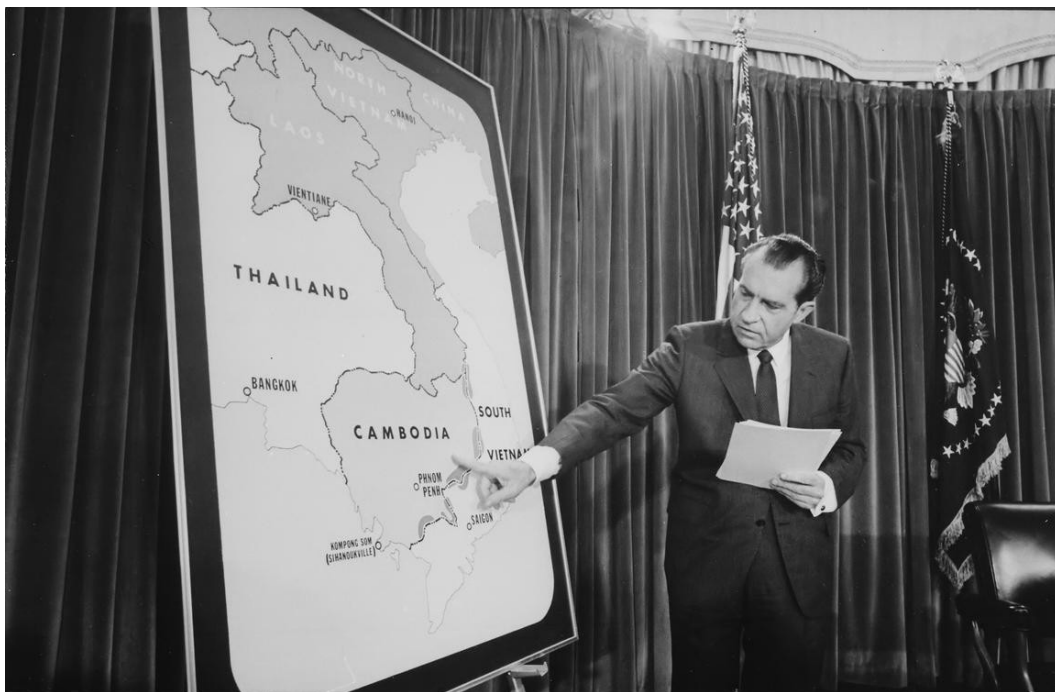 NORTH
VIETNAM
CHINA
HANOI
LAOS
VIENTIANE
THAILAND
BANGKOK
SOUTH
CAMBODIA
VIETNAM
PHNOM
PENH
SAIGON
KOMPONG SOM
(SIHANOUKVILLE)